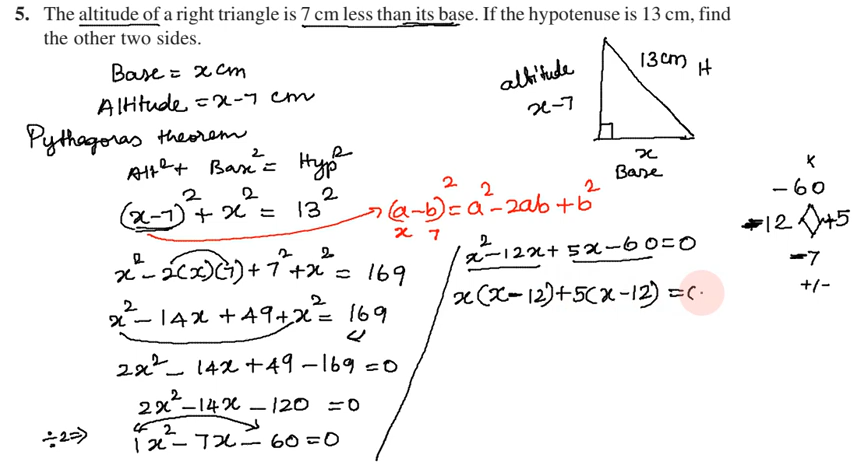 5. The altitude of a right triangle is 7 cm less than its base. If the hypotenuse is 13 cm, find
the other two sides.
Base = x cm
Altitude = x-7 cm
Pythagoras theorem
Alt² + Base² = Hyp²
(x-7)² + x² = 13²
x² - 2(x)(7) + 7² + x² = 169
x² - 14x + 49 + x² = 169
2x² - 14x + 49 - 169 = 0
2x² - 14x - 120 = 0
÷2⇒ 1x² - 7x - 60 = 0
altitude
x-7
13cm H
x
Base
(a-b)² = a² - 2ab + b²
x 7
x² - 12x + 5x - 60 = 0
x(x-12) + 5(x-12) = 0
x
-60
-12 +5
-7
+/-